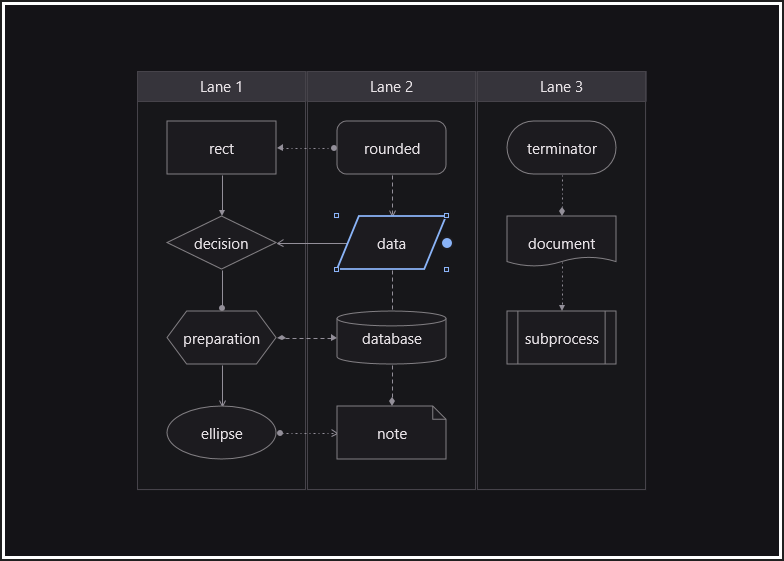 Lane 1
Lane 2
Lane 3
rect
rounded
terminator
decision
data
document
preparation
database
subprocess
ellipse
note